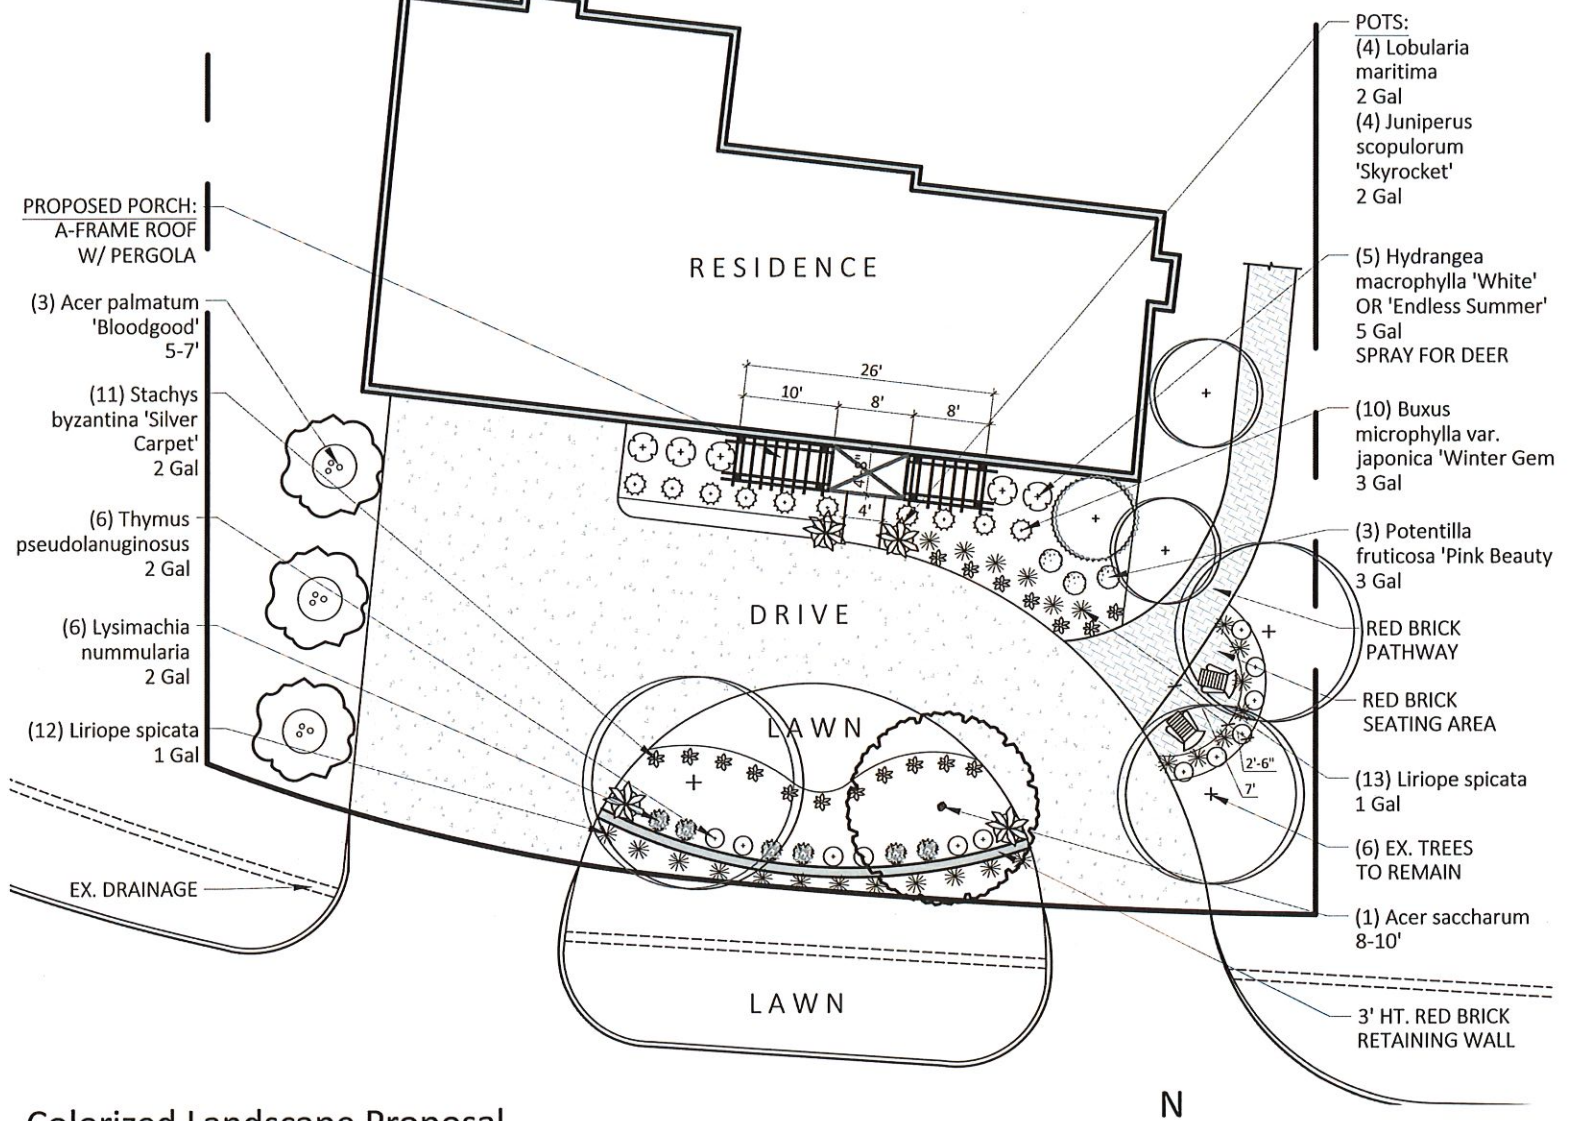 POTS:
(4) Lobularia
maritima
2 Gal
(4) Juniperus
scopulorum
'Skyrocket'
2 Gal
PROPOSED PORCH:
A-FRAME ROOF
W/ PERGOLA
RESIDENCE
(5) Hydrangea
macrophylla 'White'
OR 'Endless Summer'
5 Gal
SPRAY FOR DEER
(3) Acer palmatum
'Bloodgood'
5-7'
26'
10'
8'
8'
4'
(11) Stachys
byzantina 'Silver
Carpet'
2 Gal
(10) Buxus
microphylla var.
japonica 'Winter Gem
3 Gal
(6) Thymus
pseudolanuginosus
2 Gal
(3) Potentilla
fruticosa 'Pink Beauty
3 Gal
DRIVE
(6) Lysimachia
nummularia
2 Gal
RED BRICK
PATHWAY
RED BRICK
SEATING AREA
LAWN
(12) Liriope spicata
1 Gal
2'-6"
7'
(13) Liriope spicata
1 Gal
(6) EX. TREES
TO REMAIN
EX. DRAINAGE
(1) Acer saccharum
8-10'
LAWN
3' HT. RED BRICK
RETAINING WALL
N
Colorized Landscape Proposal